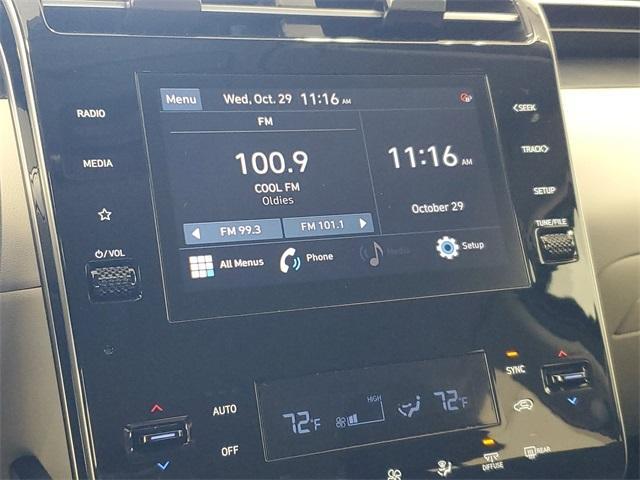 Menu Wed, Oct. 29 11:16 AM
FM
100.9
COOL FM
Oldies
FM 99.3 FM 101.1
11:16 AM
October 29
All Menus Phone Media Setup
RADIO
MEDIA
VOL
SEEK
TRACK
SETUP
TUNE/FILE
AUTO
OFF
72°F
HIGH
72°F
SYNC
DIFFUSE
REAR